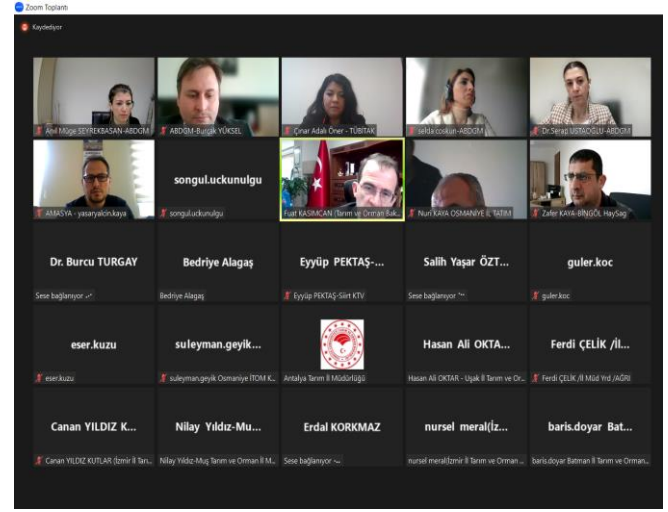 Zoom Toplantı
Kaydediyor
Anıl Müge SEYREKBASAN-ABDGM
ABDGM-Burçak YÜKSEL
Çınar Adalı Öner - TÜBİTAK
selda coskun-ABDGM
Dr.Serap USTAOĞLU-ABDGM
AMASYA - yasaryalcin.kaya
songul.uckunulgu
songul.uckunulgu
Fuat KASIMCAN (Tarım ve Orman Bak...
Nuri KAYA OSMANİYE İL TATİM
Zafer KAYA-BİNGÖL HaySag
Dr. Burcu TURGAY
Sese bağlanıyor
Bedriye Alagaş
Bedriye Alagaş
Eyyüp PEKTAŞ-...
Eyyüp PEKTAŞ-Siirt KTV
Salih Yaşar ÖZT...
Sese bağlanıyor
guler.koc
guler.koc
eser.kuzu
eser.kuzu
suleyman.geyik...
suleyman.geyik Osmaniye İTOM K...
Antalya Tarım İl Müdürlüğü
Hasan Ali OKTA...
Hasan Ali OKTAR - Uşak İl Tarım ve Or...
Ferdi ÇELİK /İl...
Ferdi ÇELİK /İl Müd Yrd /AĞRI
Canan YILDIZ K...
Canan YILDIZ KUTLAR (İzmir İl Tarı...
Nilay Yıldız-Mu...
Nilay Yıldız-Muş Tarım ve Orman İl M...
Erdal KORKMAZ
Sese bağlanıyor
nursel meral(İz...
nursel meral(İzmir İl Tarım ve Orman ...
baris.doyar Bat...
baris.doyar Batman İl Tarım ve Orman...